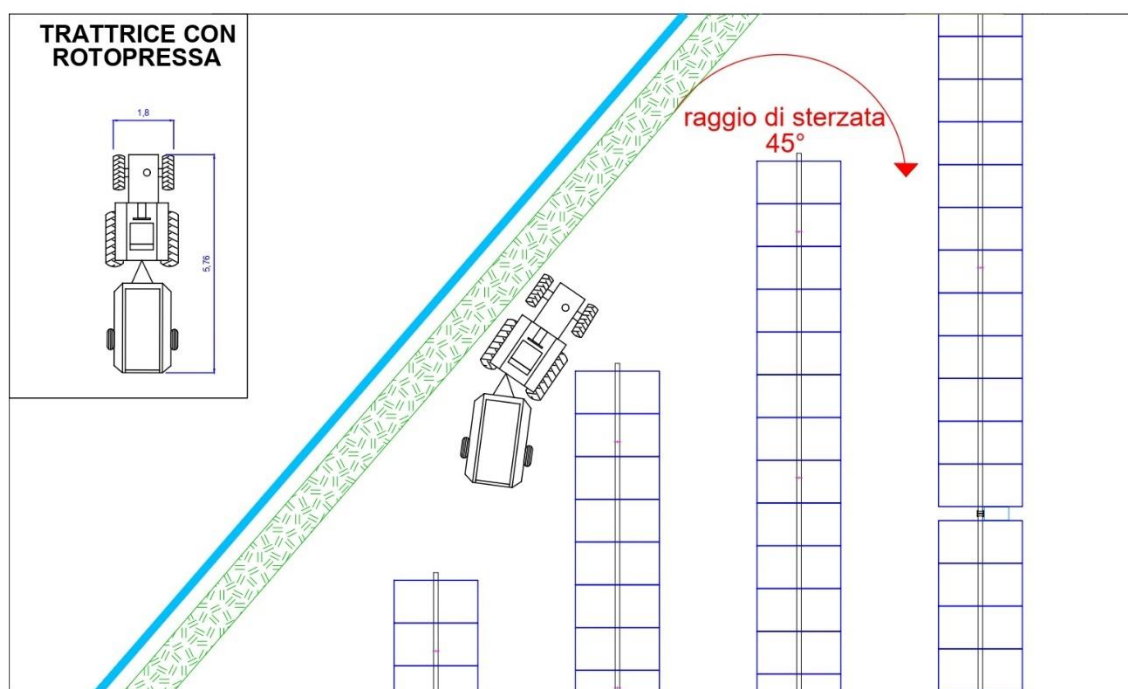 TRATTRICE CON
ROTOPRESSA
1,8
5,76
raggio di sterzata
45°